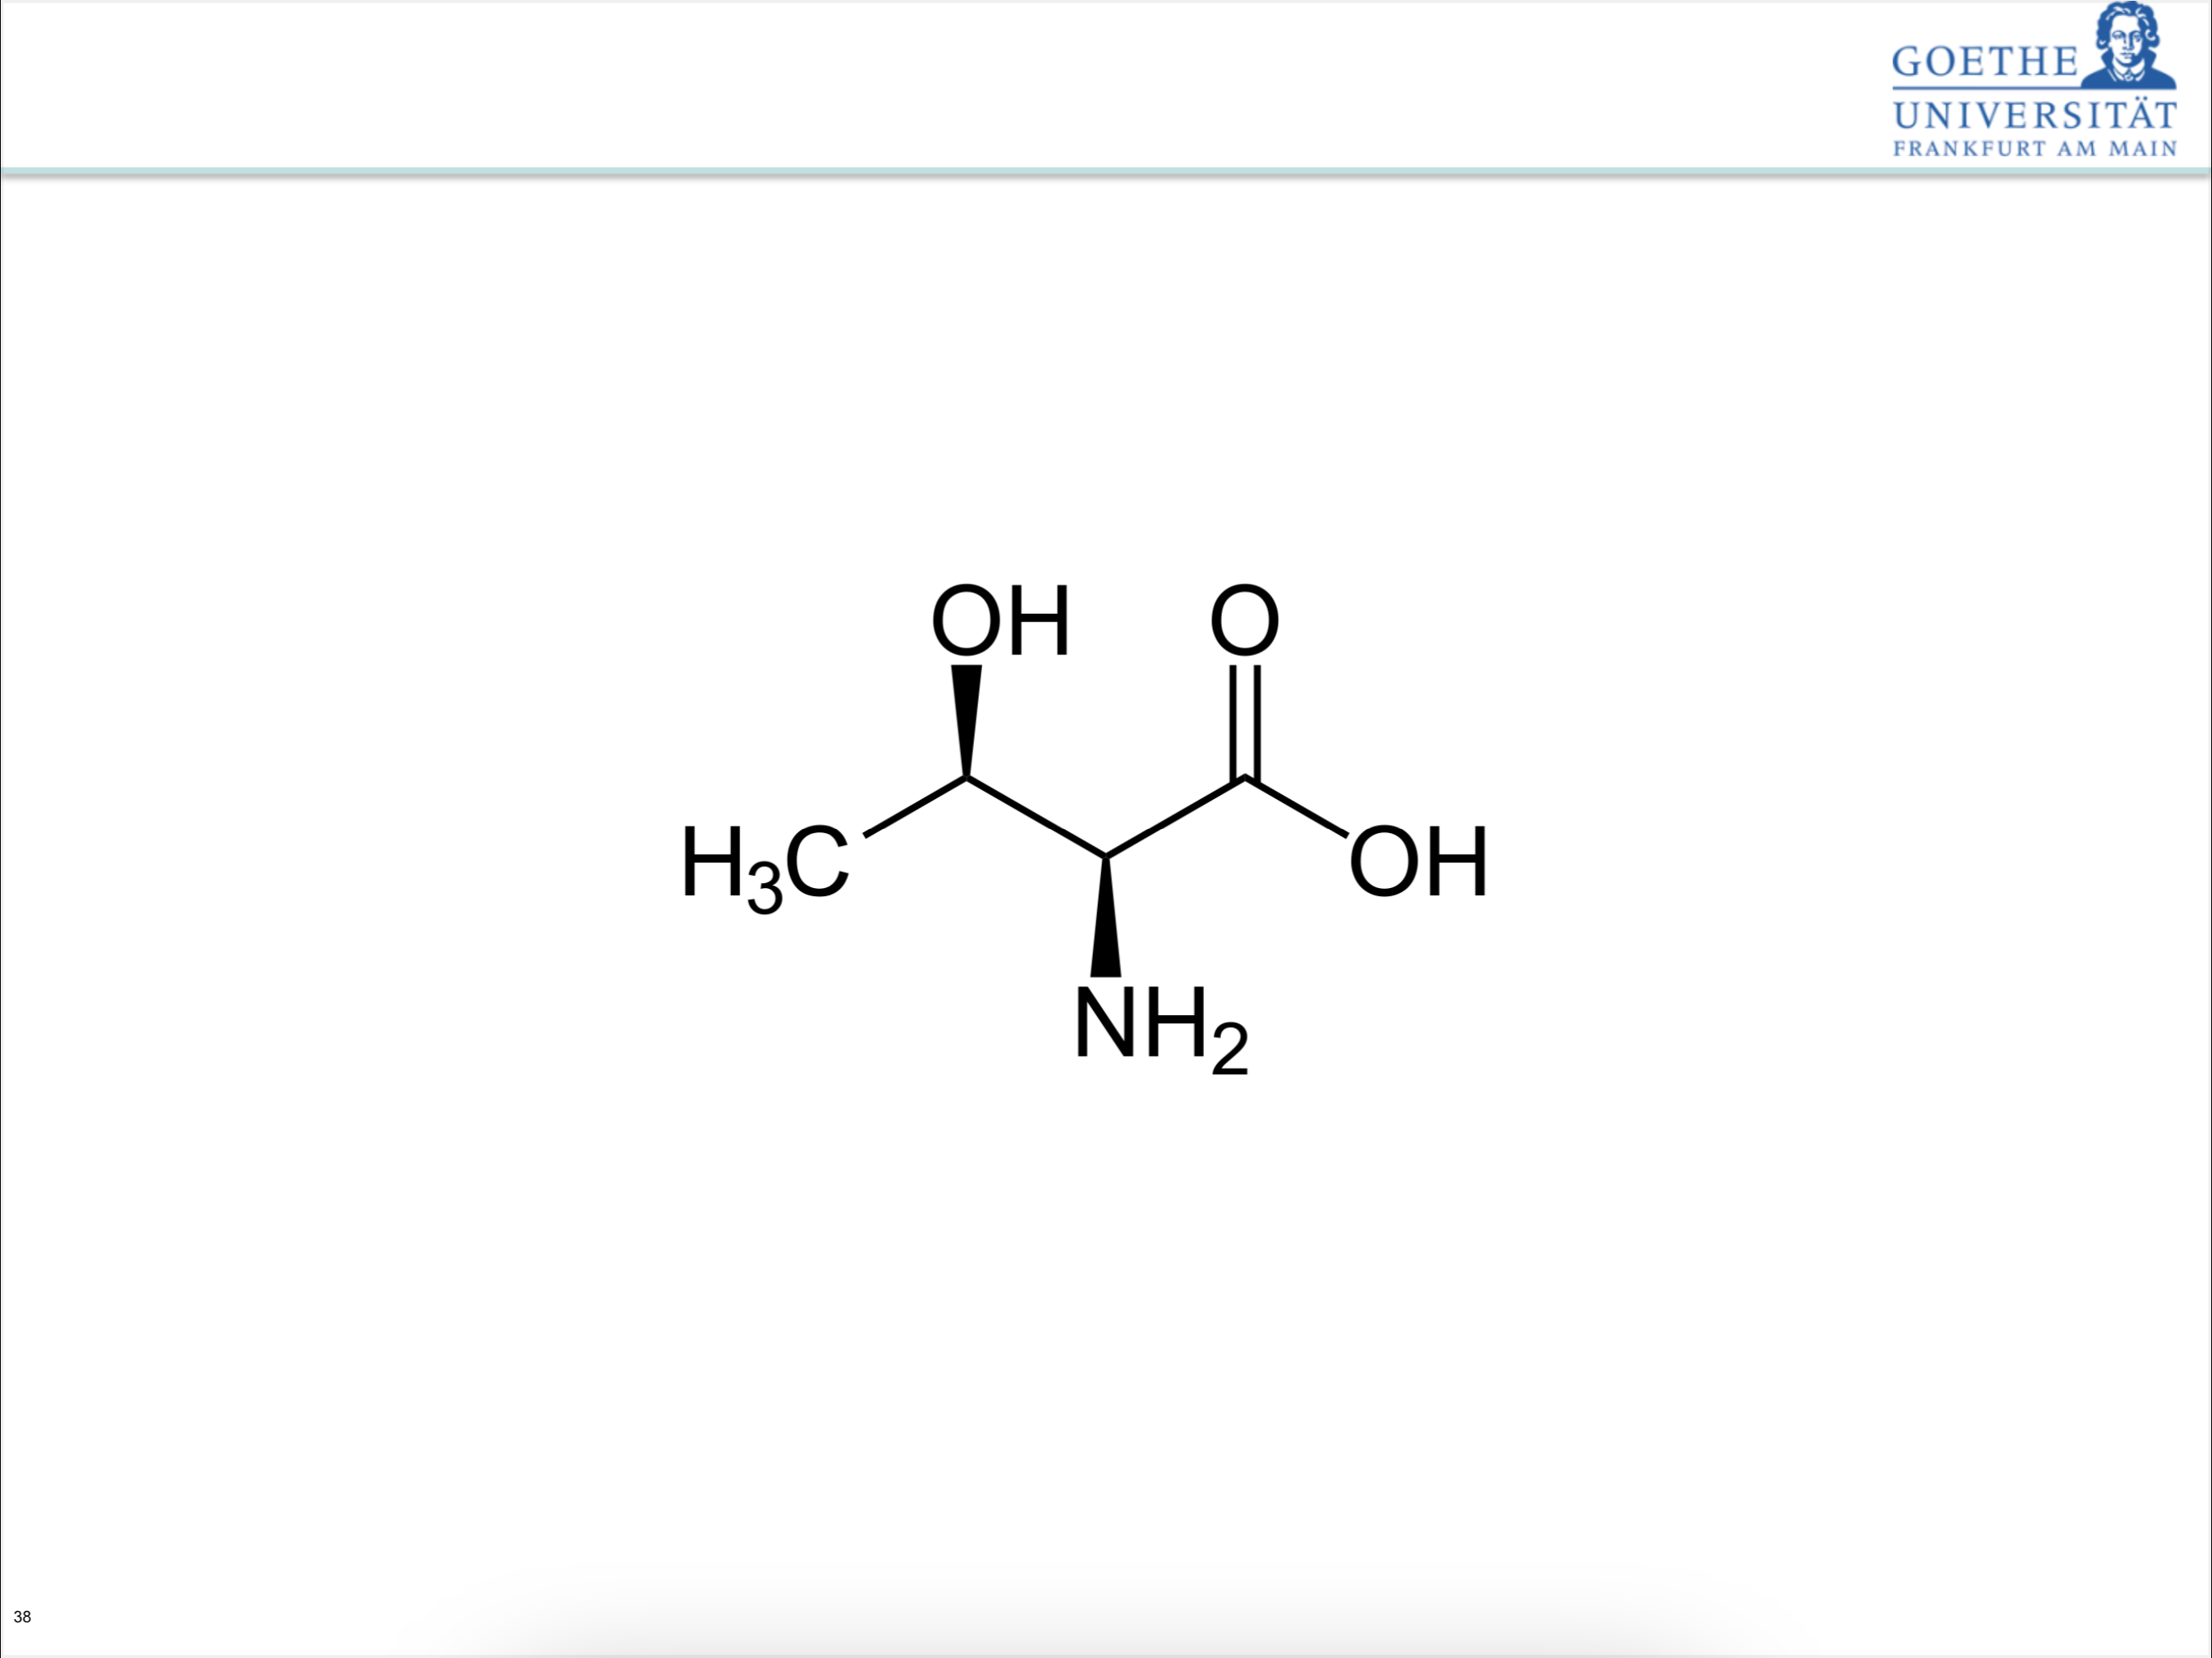 GOETHE
UNIVERSITÄT
FRANKFURT AM MAIN
OH O
H3C OH
NH2
38